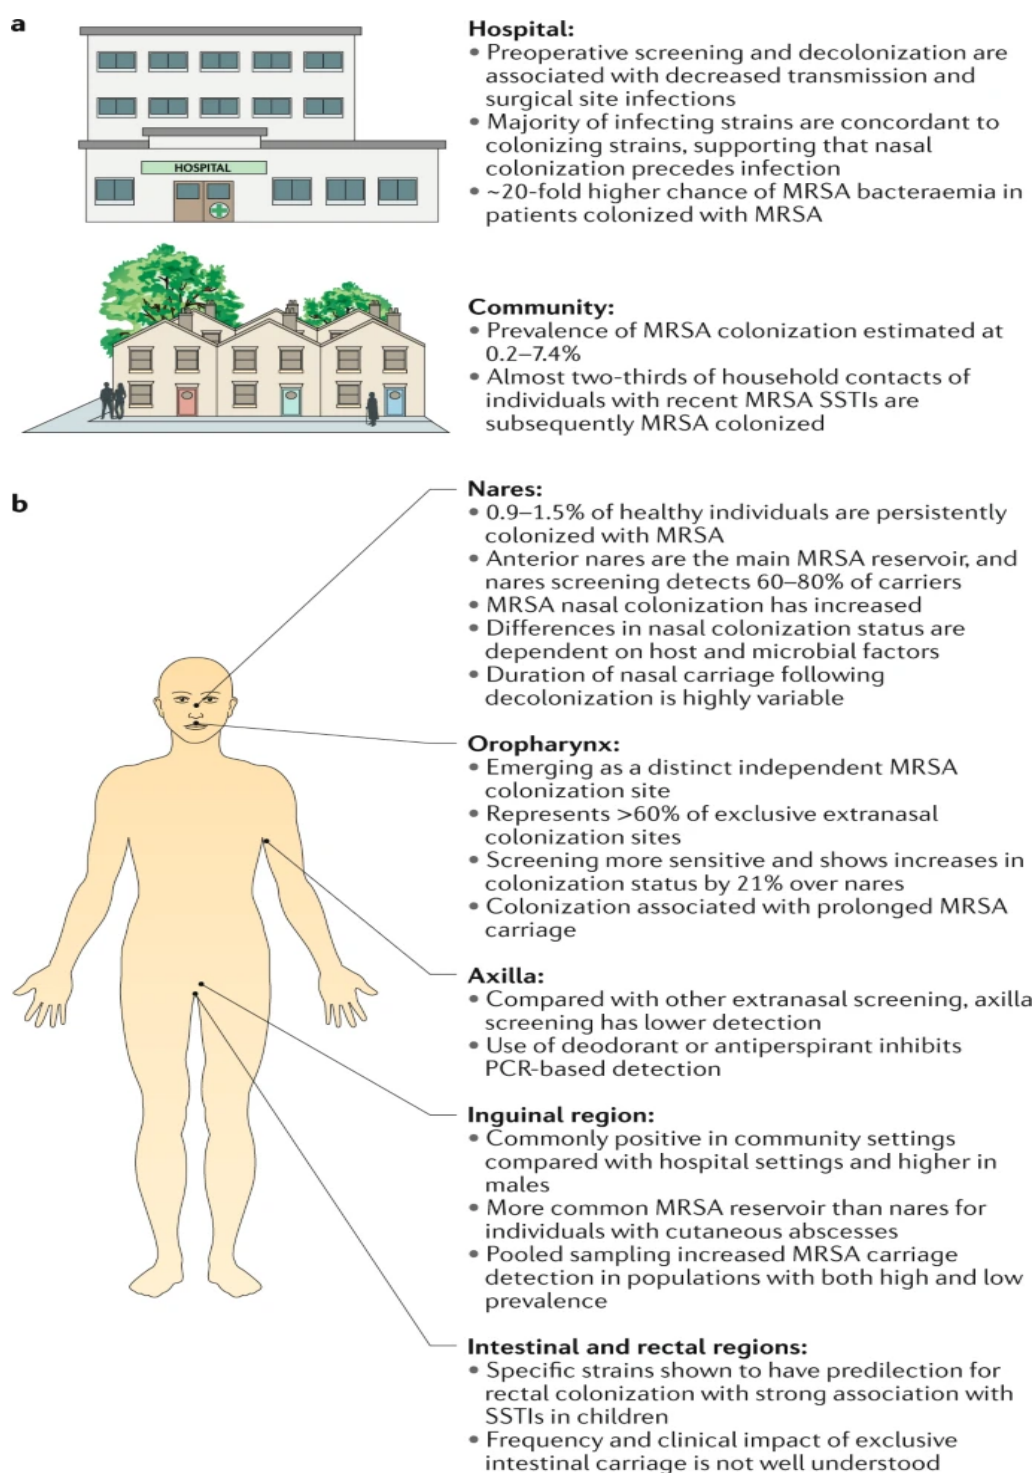 a
HOSPITAL
Hospital:
• Preoperative screening and decolonization are
associated with decreased transmission and
surgical site infections
• Majority of infecting strains are concordant to
colonizing strains, supporting that nasal
colonization precedes infection
• ~20-fold higher chance of MRSA bacteraemia in
patients colonized with MRSA
Community:
• Prevalence of MRSA colonization estimated at
0.2–7.4%
• Almost two-thirds of household contacts of
individuals with recent MRSA SSTIs are
subsequently MRSA colonized
b
Nares:
• 0.9–1.5% of healthy individuals are persistently
colonized with MRSA
• Anterior nares are the main MRSA reservoir, and
nares screening detects 60–80% of carriers
• MRSA nasal colonization has increased
• Differences in nasal colonization status are
dependent on host and microbial factors
• Duration of nasal carriage following
decolonization is highly variable
Oropharynx:
• Emerging as a distinct independent MRSA
colonization site
• Represents >60% of exclusive extranasal
colonization sites
• Screening more sensitive and shows increases in
colonization status by 21% over nares
• Colonization associated with prolonged MRSA
carriage
Axilla:
• Compared with other extranasal screening, axilla
screening has lower detection
• Use of deodorant or antiperspirant inhibits
PCR-based detection
Inguinal region:
• Commonly positive in community settings
compared with hospital settings and higher in
males
• More common MRSA reservoir than nares for
individuals with cutaneous abscesses
• Pooled sampling increased MRSA carriage
detection in populations with both high and low
prevalence
Intestinal and rectal regions:
• Specific strains shown to have predilection for
rectal colonization with strong association with
SSTIs in children
• Frequency and clinical impact of exclusive
intestinal carriage is not well understood